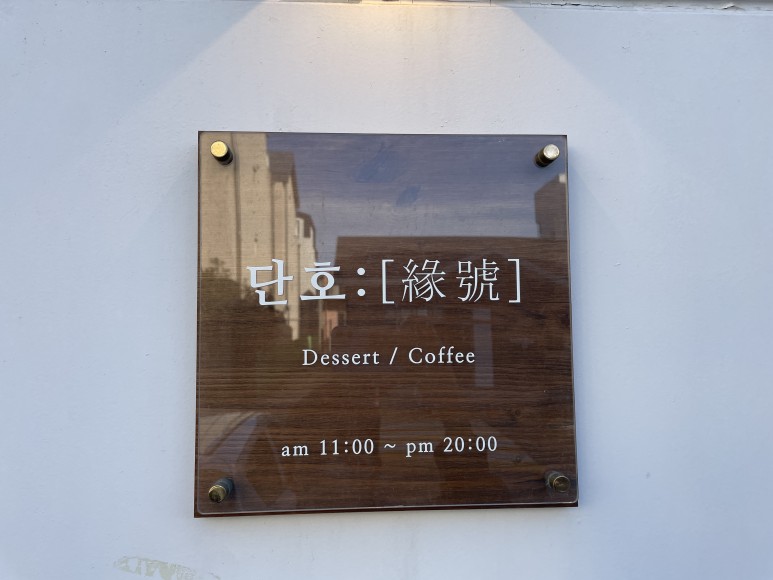 단호:[緣號]
Dessert / Coffee
am 11:00 ~ pm 20:00